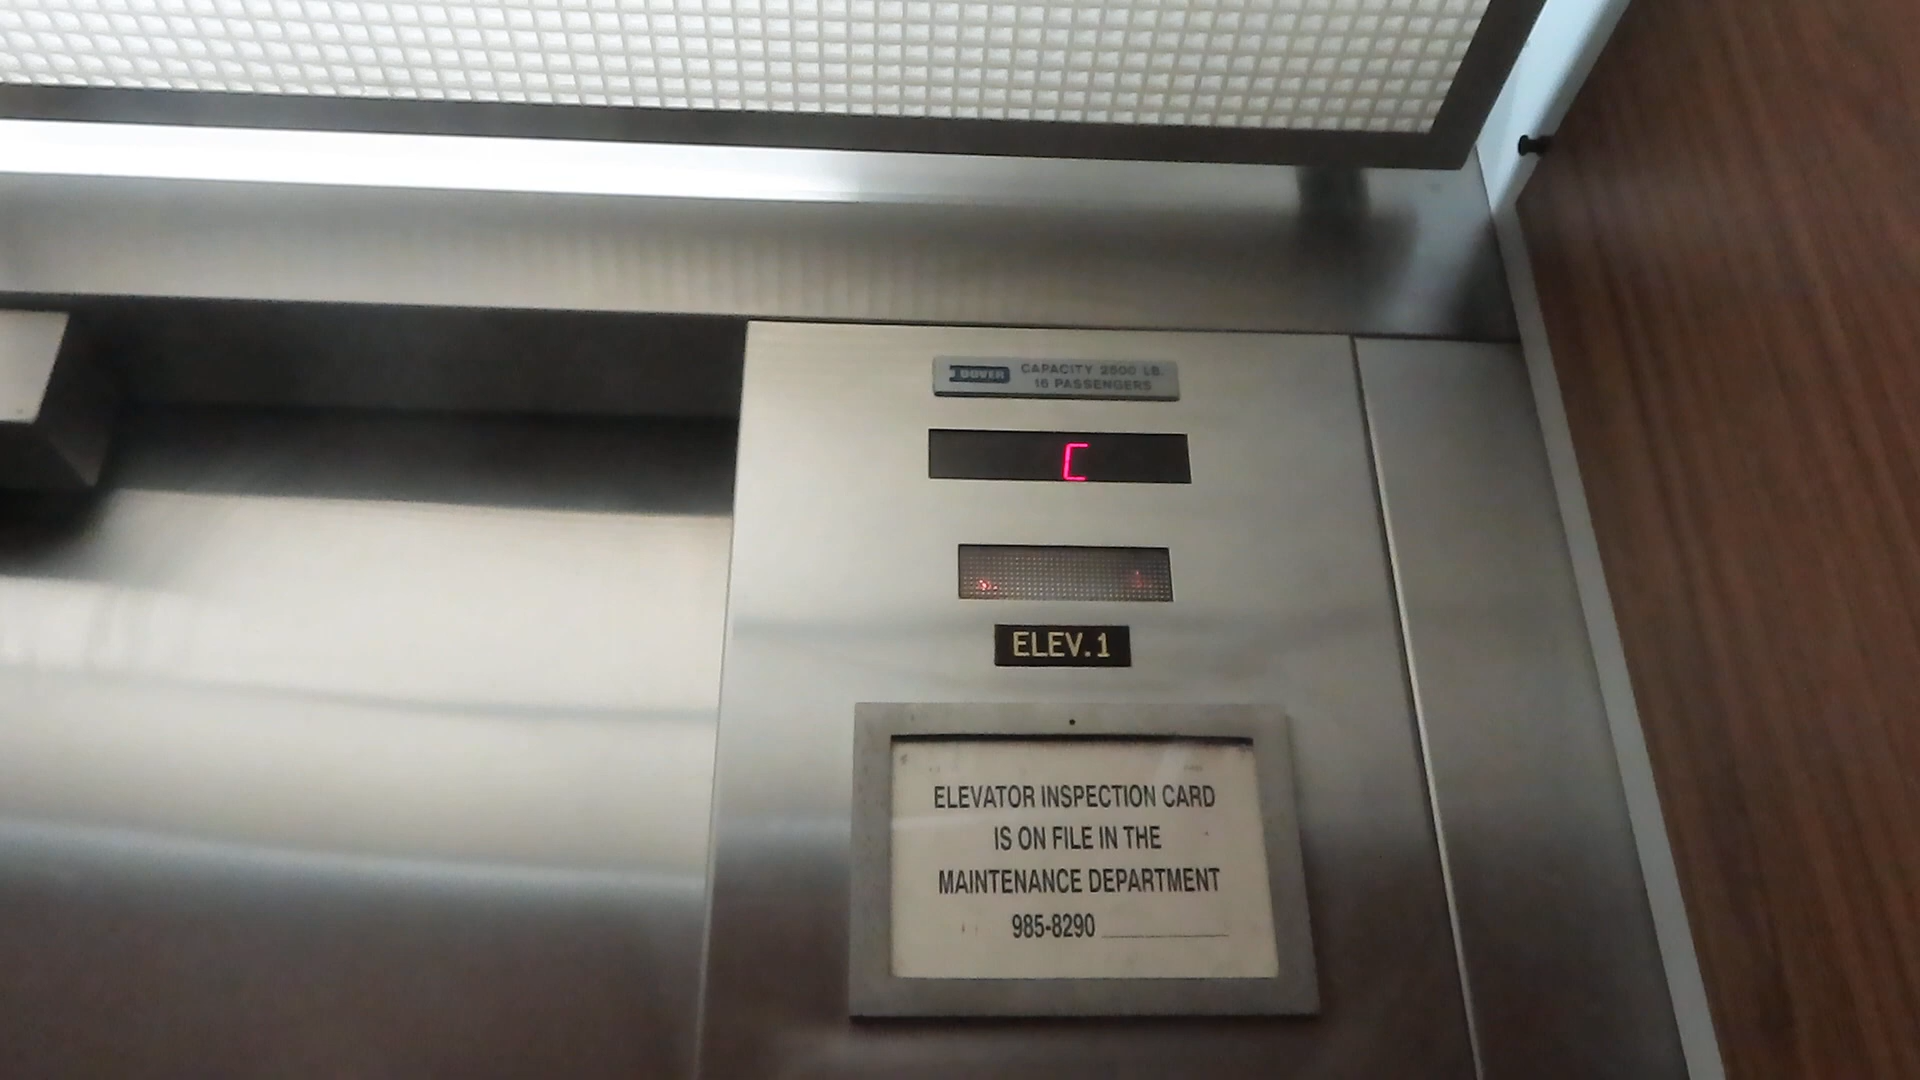 DOVER
CAPACITY 2500 LB.
16 PASSENGERS
C
ELEV. 1
ELEVATOR INSPECTION CARD
IS ON FILE IN THE
MAINTENANCE DEPARTMENT
985-8290